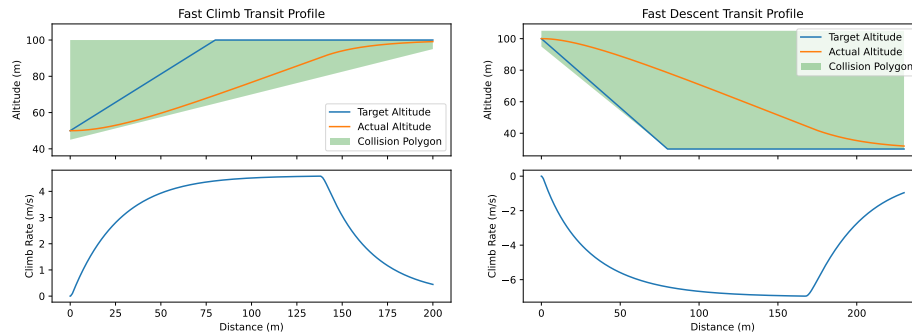 Fast Climb Transit Profile
100
80
60
40
Altitude (m)
Target Altitude
Actual Altitude
Collision Polygon
4
3
2
1
0
Climb Rate (m/s)
0 25 50 75 100 125 150 175 200
Distance (m)
Fast Descent Transit Profile
100
80
60
40
Altitude (m)
Target Altitude
Actual Altitude
Collision Polygon
0
−2
−4
−6
Climb Rate (m/s)
0 50 100 150 200
Distance (m)